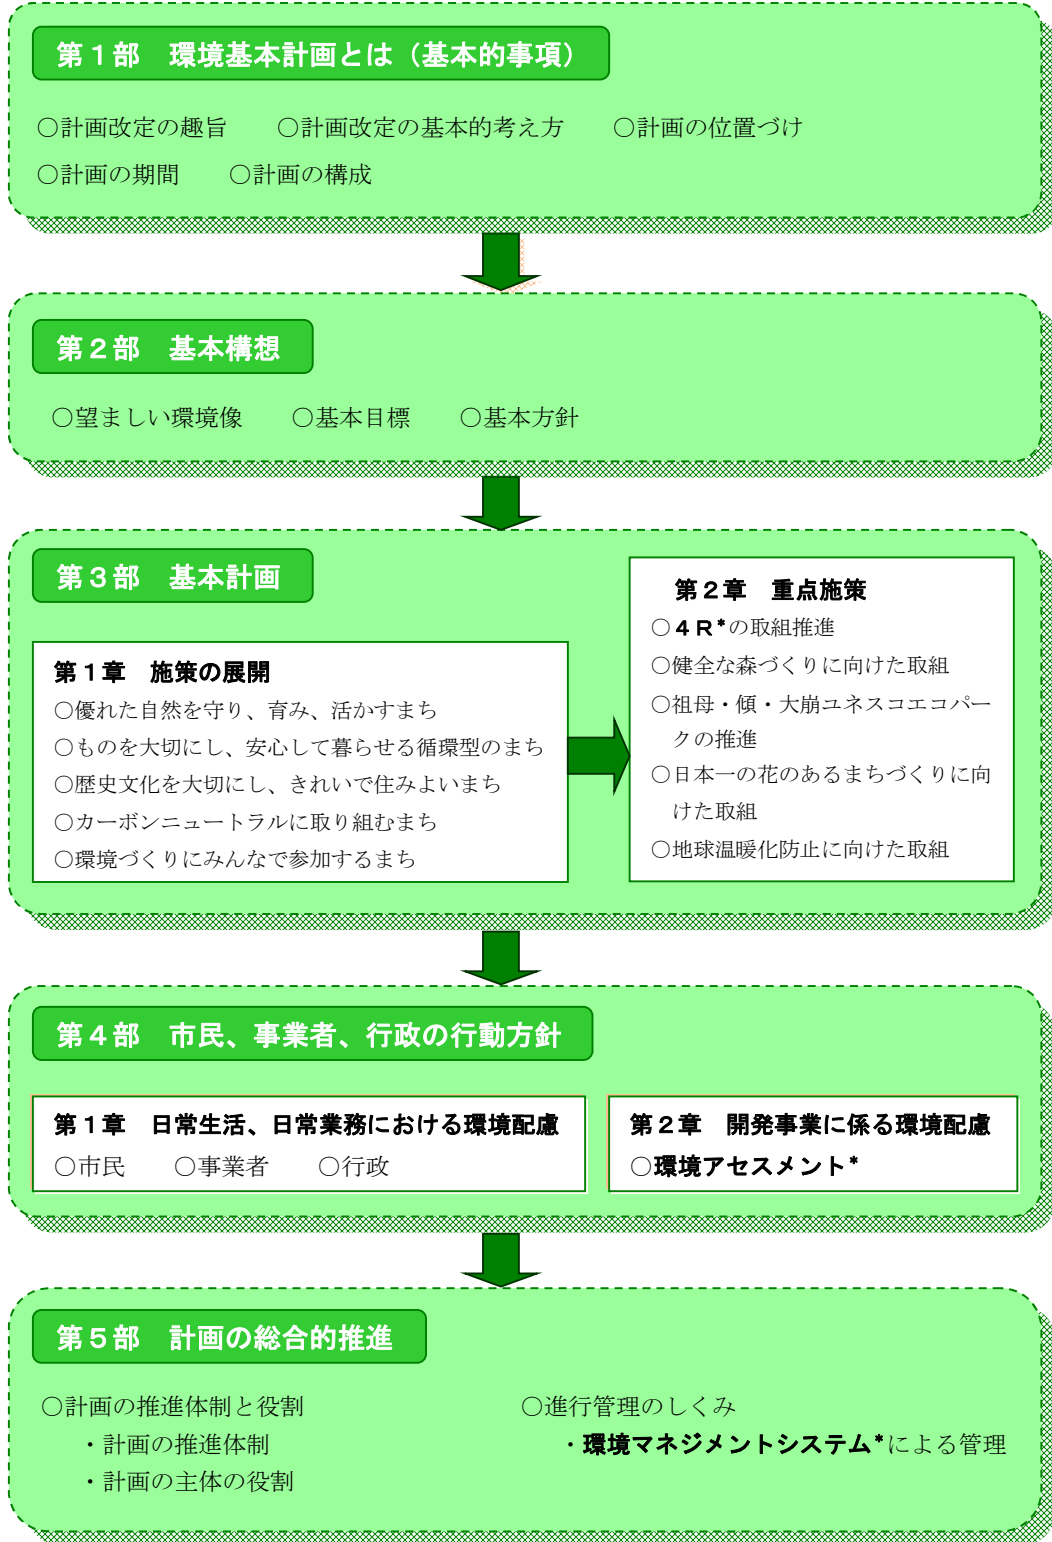 第１部　環境基本計画とは（基本的事項）
○計画改定の趣旨　　○計画改定の基本的考え方　　○計画の位置づけ
○計画の期間　　○計画の構成
第２部　基本構想
○望ましい環境像　　○基本目標　　○基本方針
第３部　基本計画
第１章　施策の展開
○優れた自然を守り、育み、活かすまち
○ものを大切にし、安心して暮らせる循環型のまち
○歴史文化を大切にし、きれいで住みよいまち
○カーボンニュートラルに取り組むまち
○環境づくりにみんなで参加するまち
第２章　重点施策
○４Ｒ*の取組推進
○健全な森づくりに向けた取組
○祖母・傾・大崩ユネスコエコパー
クの推進
○日本一の花のあるまちづくりに向
けた取組
○地球温暖化防止に向けた取組
第４部　市民、事業者、行政の行動方針
第１章　日常生活、日常業務における環境配慮
○市民　　○事業者　　○行政
第２章　開発事業に係る環境配慮
○環境アセスメント*
第５部　計画の総合的推進
○計画の推進体制と役割
・計画の推進体制
・計画の主体の役割
○進行管理のしくみ
・環境マネジメントシステム*による管理